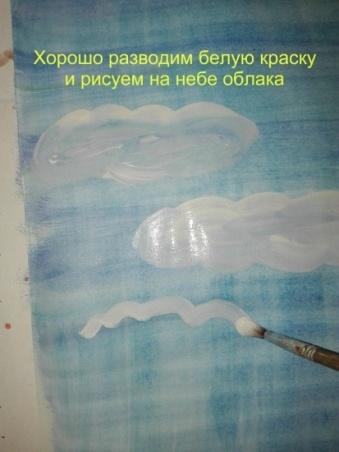 Хорошо разводим белую краску
и рисуем на небе облака